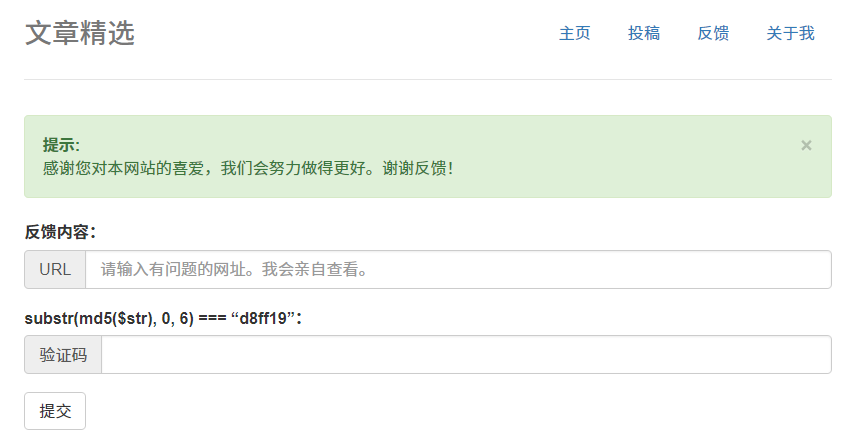 文章精选
主页 投稿 反馈 关于我
提示:
×
感谢您对本网站的喜爱，我们会努力做得更好。谢谢反馈！
反馈内容：
URL 请输入有问题的网址。我会亲自查看。
substr(md5($str), 0, 6) === “d8ff19”：
验证码
提交